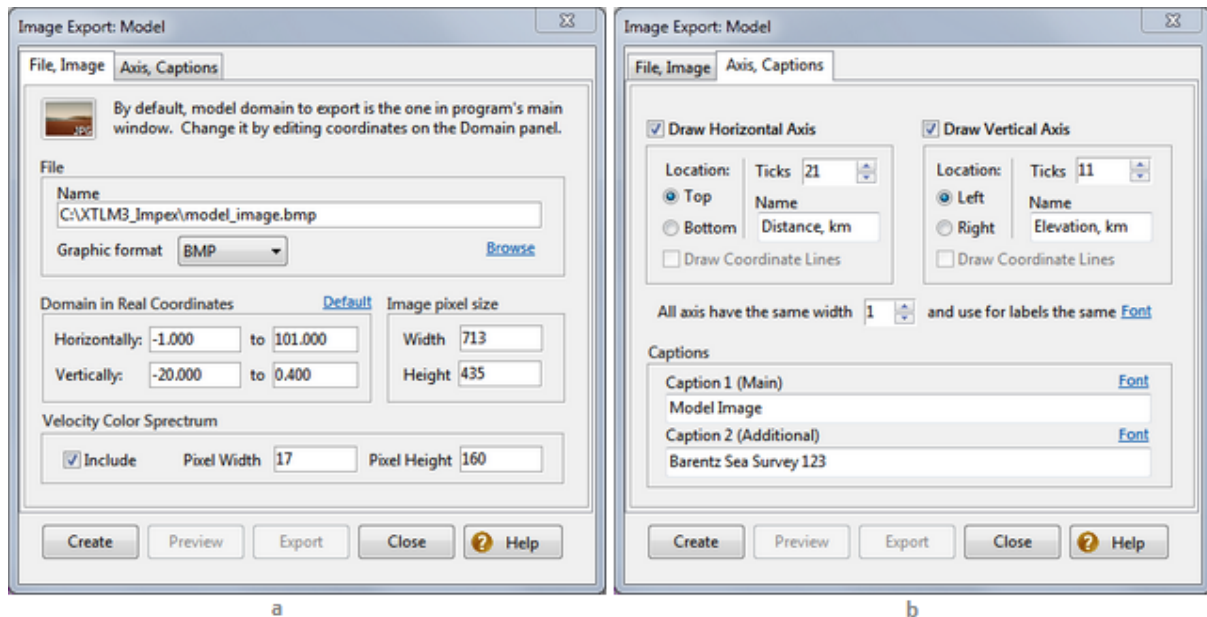 Image Export: Model
File, Image
Axis, Captions
JPG
By default, model domain to export is the one in program's main
window. Change it by editing coordinates on the Domain panel.
File
Name
C:\XTLM3_Impex\model_image.bmp
Graphic format BMP Browse
Domain in Real Coordinates Default Image pixel size
Horizontally: -1.000 to 101.000 Width 713
Vertically: -20.000 to 0.400 Height 435
Velocity Color Sprectrum
Include Pixel Width 17 Pixel Height 160
Create Preview Export Close ? Help
a
Image Export: Model
File, Image
Axis, Captions
Draw Horizontal Axis Draw Vertical Axis
Location: Ticks 21 Location: Ticks 11
Top Name Left Name
Bottom Distance, km Right Elevation, km
Draw Coordinate Lines Draw Coordinate Lines
All axis have the same width 1 and use for labels the same Font
Captions
Caption 1 (Main) Font
Model Image
Caption 2 (Additional) Font
Barentz Sea Survey 123
Create Preview Export Close ? Help
b